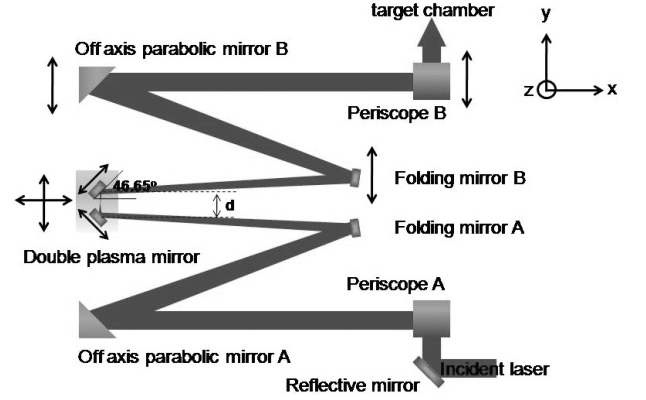 target chamber
y
Off axis parabolic mirror B
z
x
Periscope B
46.65º
Folding mirror B
d
Folding mirror A
Double plasma mirror
Periscope A
Off axis parabolic mirror A
Incident laser
Reflective mirror